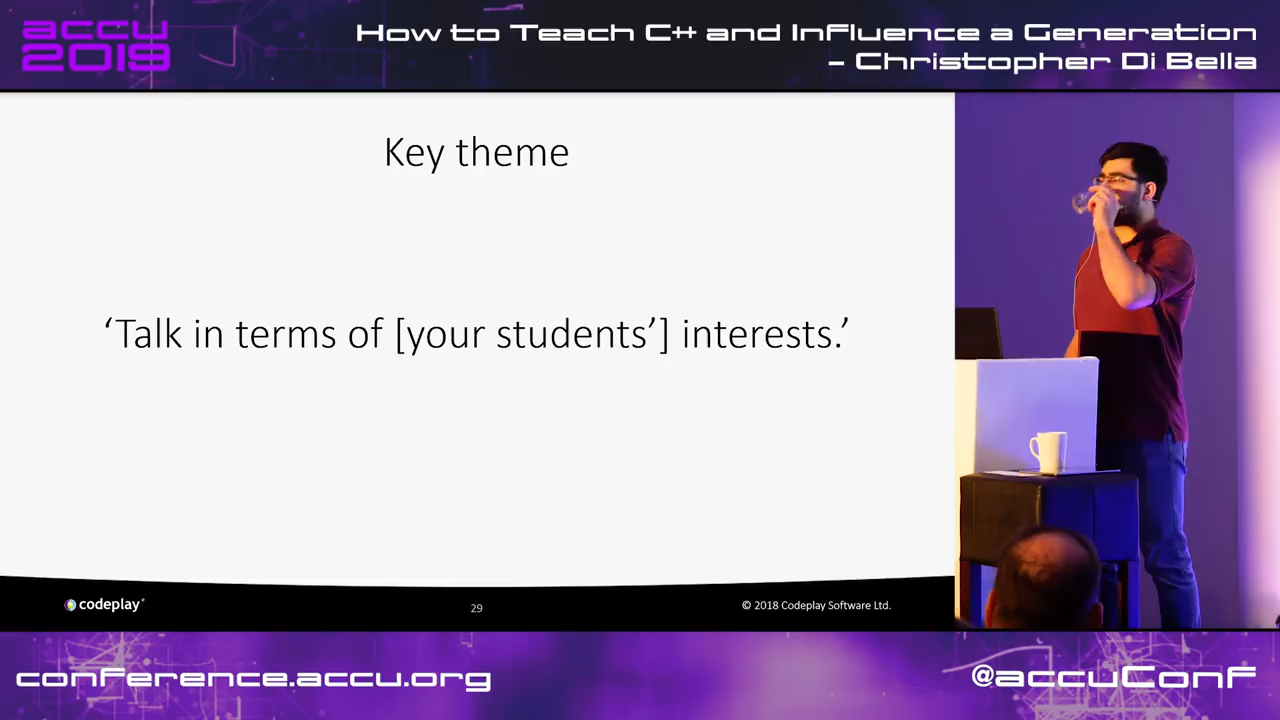 accu
2019
How to Teach C++ and Influence a Generation
– Christopher Di Bella
Key theme
‘Talk in terms of [your students’] interests.’
codeplay®
29
© 2018 Codeplay Software Ltd.
conference.accu.org
@accuConf